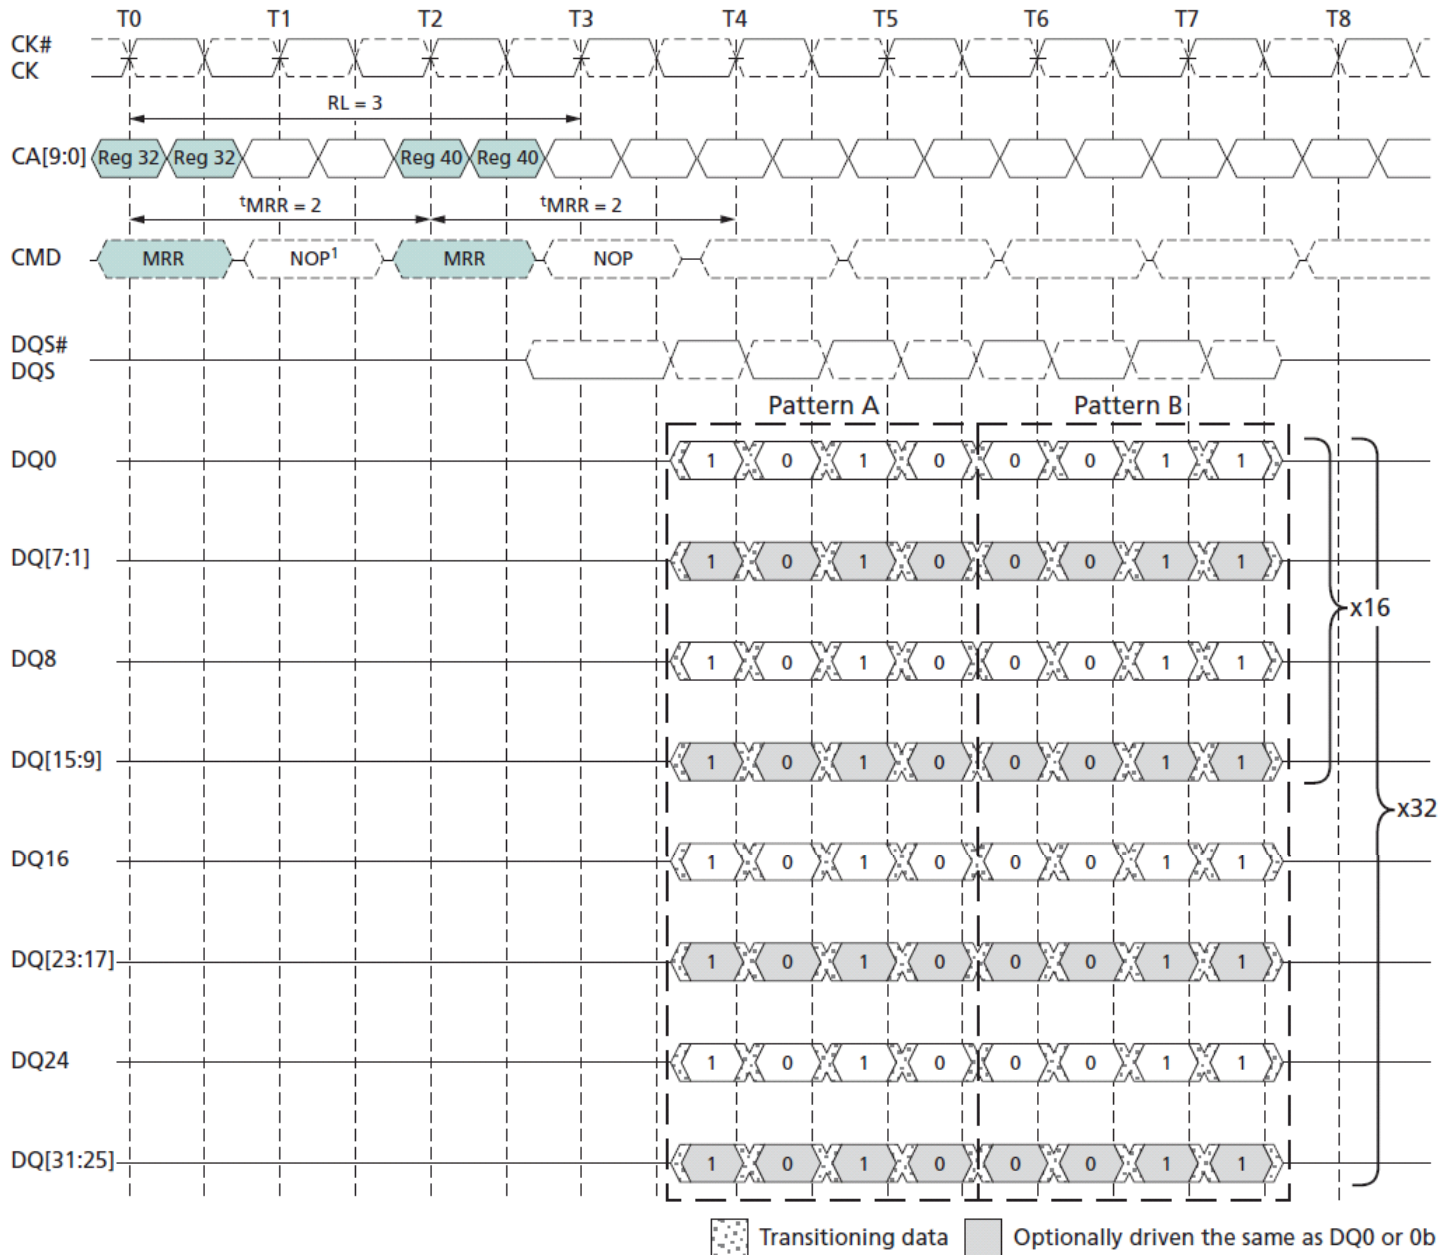 T0 T1 T2 T3 T4 T5 T6 T7 T8
CK#
CK
RL = 3
CA[9:0] Reg 32 Reg 32 Reg 40 Reg 40
tMRR = 2 tMRR = 2
CMD MRR NOP1 MRR NOP
DQS#
DQS
Pattern A Pattern B
DQ0 1 0 1 0 0 0 1 1
DQ[7:1] 1 0 1 0 0 0 1 1
x16
DQ8 1 0 1 0 0 0 1 1
DQ[15:9] 1 0 1 0 0 0 1 1
x32
DQ16 1 0 1 0 0 0 1 1
DQ[23:17] 1 0 1 0 0 0 1 1
DQ24 1 0 1 0 0 0 1 1
DQ[31:25] 1 0 1 0 0 0 1 1
Transitioning data Optionally driven the same as DQ0 or 0b